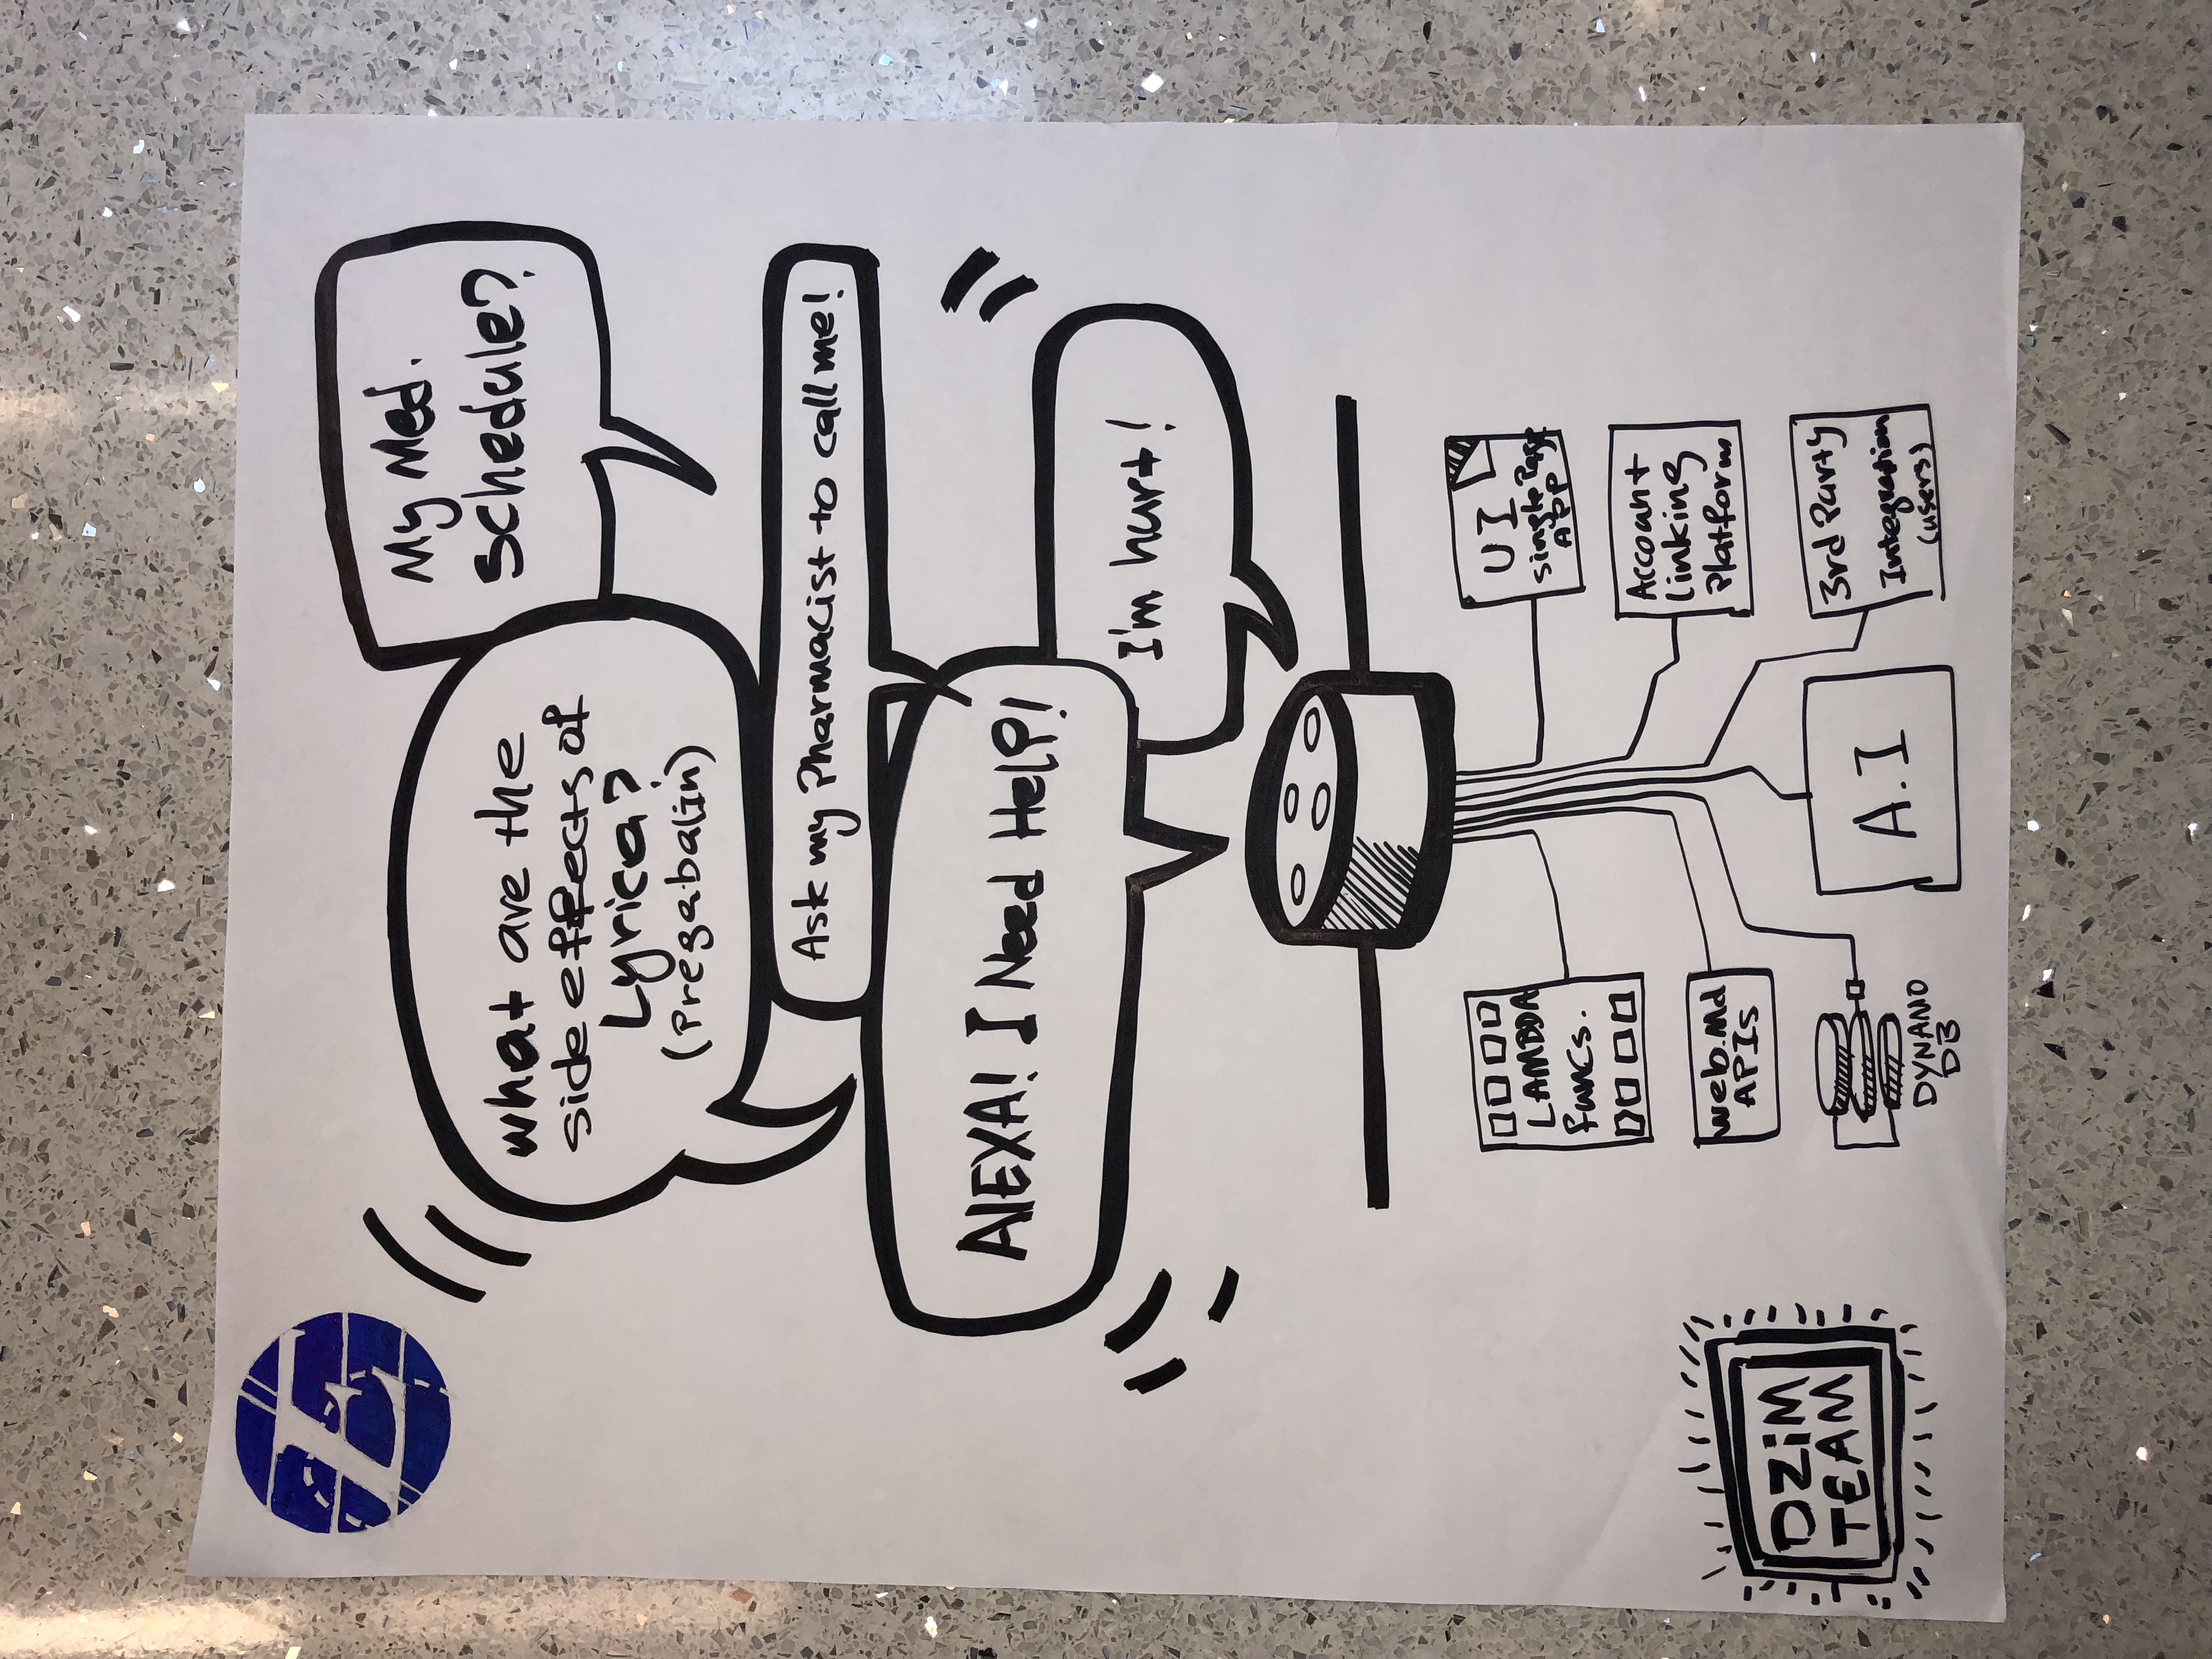 My Med.
Schedule?
What are the
side effects of
Lyrica?
(Pregabalin)
Ask my Pharmacist to call me!
AlEXA! I Need Help!
I'm hurt!
LAMBDA
funcs.
web.md
APIs
DYNAMO
DB
A.I
UI
single Page
App
Account
linking
Platform
3rd Party
Integration
(users)
DZiM
TEAM